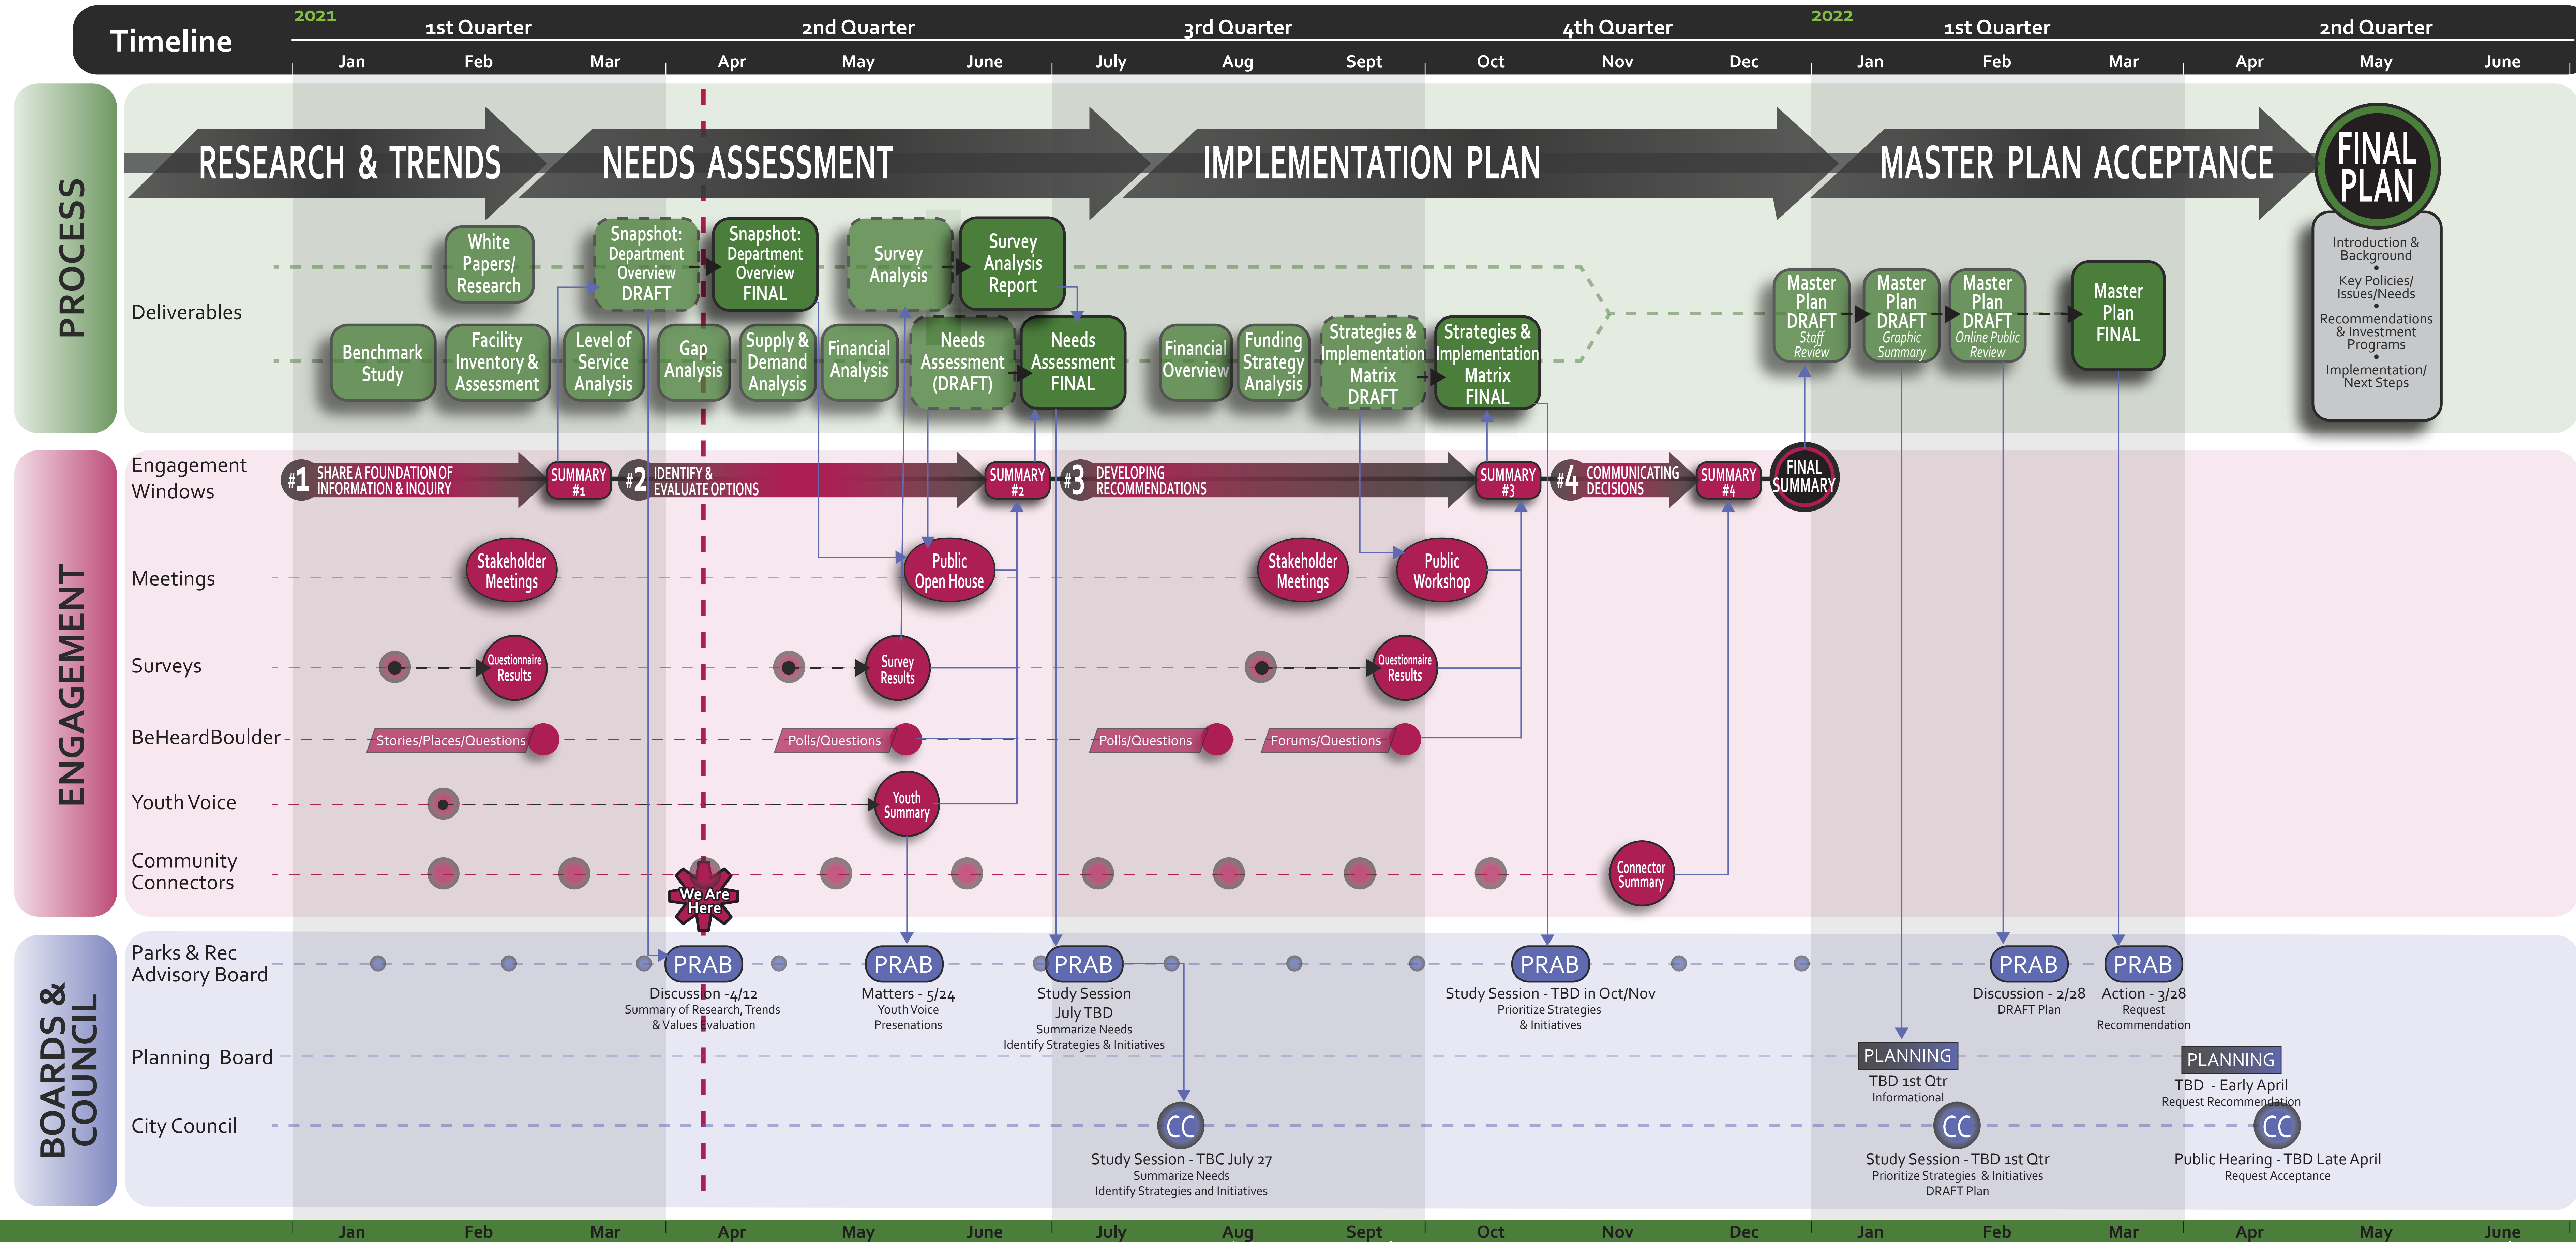 Timeline
2021
2022
1st Quarter
2nd Quarter
3rd Quarter
4th Quarter
1st Quarter
2nd Quarter
Jan Feb Mar Apr May June July Aug Sept Oct Nov Dec Jan Feb Mar Apr May June
PROCESS
RESEARCH & TRENDS
NEEDS ASSESSMENT
IMPLEMENTATION PLAN
MASTER PLAN ACCEPTANCE
FINAL
PLAN
Deliverables
White
Papers/
Research
Snapshot:
Department
Overview
DRAFT
Snapshot:
Department
Overview
FINAL
Survey
Analysis
Survey
Analysis
Report
Benchmark
Study
Facility
Inventory &
Assessment
Level of
Service
Analysis
Gap
Analysis
Supply &
Demand
Analysis
Financial
Analysis
Needs
Assessment
(DRAFT)
Needs
Assessment
FINAL
Financial
Overview
Funding
Strategy
Analysis
Strategies &
Implementation
Matrix
DRAFT
Strategies &
Implementation
Matrix
FINAL
Master
Plan
DRAFT
Staff
Review
Master
Plan
DRAFT
Graphic
Summary
Master
Plan
DRAFT
Online Public
Review
Master
Plan
FINAL
Introduction &
Background
•
Key Policies/
Issues/Needs
•
Recommendations
& Investment
Programs
•
Implementation/
Next Steps
ENGAGEMENT
Engagement
Windows
#1 SHARE A FOUNDATION OF
INFORMATION & INQUIRY
SUMMARY
#1
#2 IDENTIFY &
EVALUATE OPTIONS
SUMMARY
#2
#3 DEVELOPING
RECOMMENDATIONS
SUMMARY
#3
#4 COMMUNICATING
DECISIONS
SUMMARY
#4
FINAL
SUMMARY
Meetings
Stakeholder
Meetings
Public
Open House
Stakeholder
Meetings
Public
Workshop
Surveys
Questionnaire
Results
Survey
Results
Questionnaire
Results
BeHeardBoulder
Stories/Places/Questions
Polls/Questions
Polls/Questions
Forums/Questions
Youth Voice
Youth
Summary
Community
Connectors
We Are
Here
Connector
Summary
BOARDS &
COUNCIL
Parks & Rec
Advisory Board
PRAB
Discussion -4/12
Summary of Research, Trends
& Values Evaluation
PRAB
Matters - 5/24
Youth Voice
Presenations
PRAB
Study Session
July TBD
Summarize Needs
Identify Strategies & Initiatives
PRAB
Study Session - TBD in Oct/Nov
Prioritize Strategies
& Initiatives
PRAB
Discussion - 2/28
DRAFT Plan
PRAB
Action - 3/28
Request
Recommendation
Planning Board
PLANNING
TBD 1st Qtr
Informational
PLANNING
TBD - Early April
Request Recommendation
City Council
CC
Study Session - TBC July 27
Summarize Needs
Identify Strategies and Initiatives
CC
Study Session - TBD 1st Qtr
Prioritize Strategies & Initiatives
DRAFT Plan
CC
Public Hearing - TBD Late April
Request Acceptance
Jan Feb Mar Apr May June July Aug Sept Oct Nov Dec Jan Feb Mar Apr May June